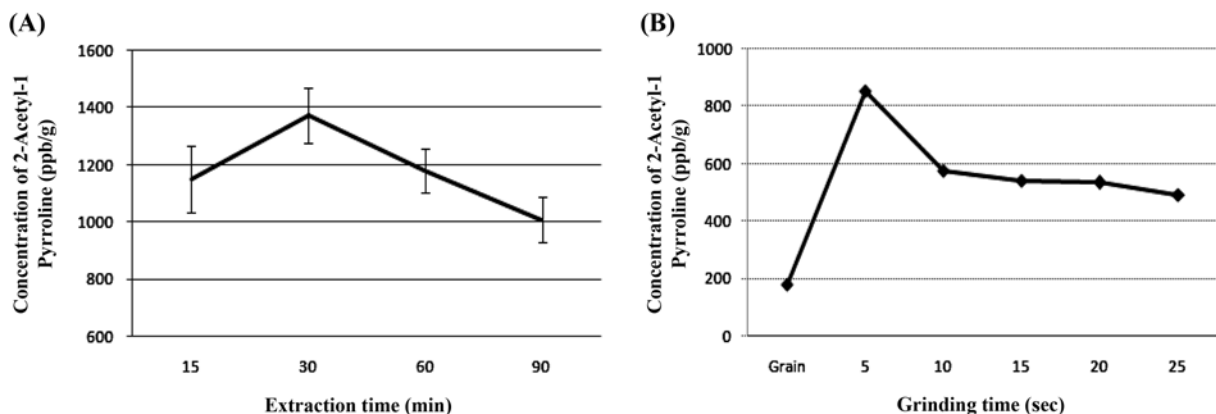 (A)
Concentration of 2-Acetyl-1
Pyrroline (ppb/g)
1600
1400
1200
1000
800
600
15 30 60 90
Extraction time (min)
(B)
Concentration of 2-Acetyl-1
Pyrroline (ppb/g)
1000
800
600
400
200
0
Grain 5 10 15 20 25
Grinding time (sec)